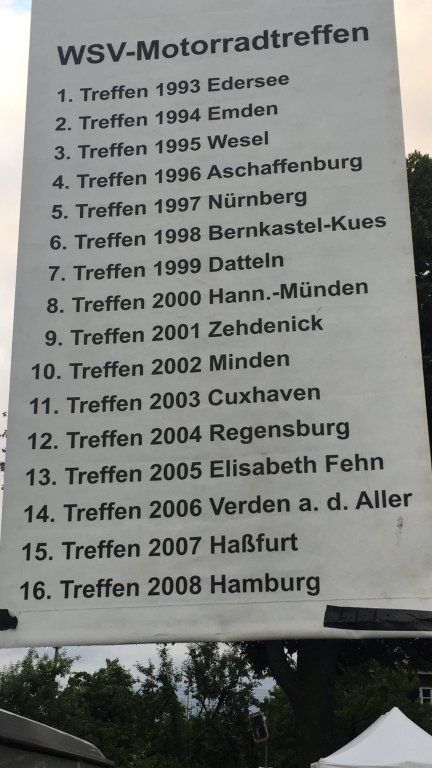 WSV-Motorradtreffen
1. Treffen 1993 Edersee
2. Treffen 1994 Emden
3. Treffen 1995 Wesel
4. Treffen 1996 Aschaffenburg
5. Treffen 1997 Nürnberg
6. Treffen 1998 Bernkastel-Kues
7. Treffen 1999 Datteln
8. Treffen 2000 Hann.-Münden
9. Treffen 2001 Zehdenick
10. Treffen 2002 Minden
11. Treffen 2003 Cuxhaven
12. Treffen 2004 Regensburg
13. Treffen 2005 Elisabeth Fehn
14. Treffen 2006 Verden a. d. Aller
15. Treffen 2007 Haßfurt
16. Treffen 2008 Hamburg